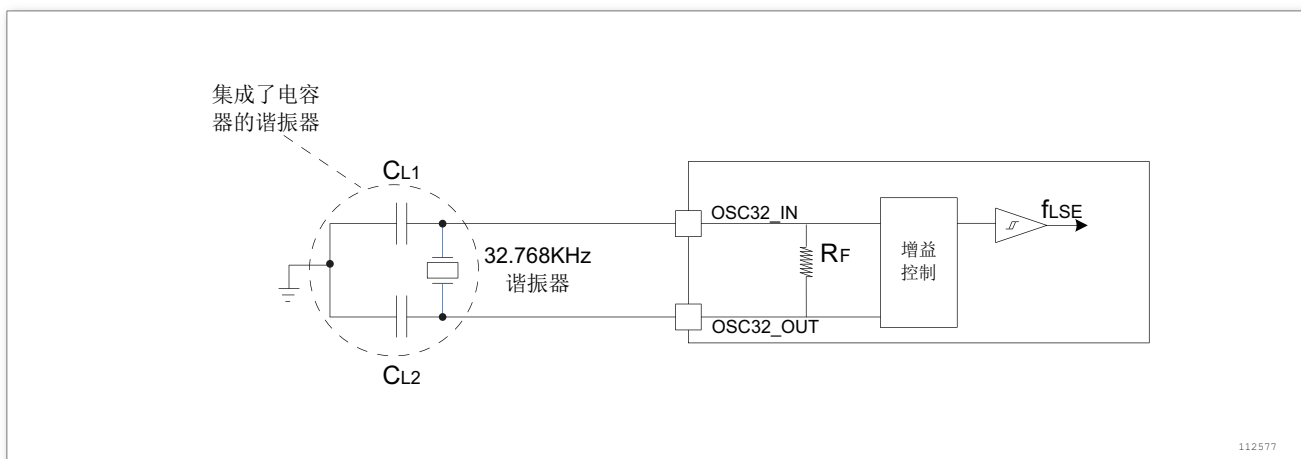 集成了电容
器的谐振器
CL1
OSC32_IN
fLSE
32.768KHz
谐振器
RF
增益
控制
OSC32_OUT
CL2
112577